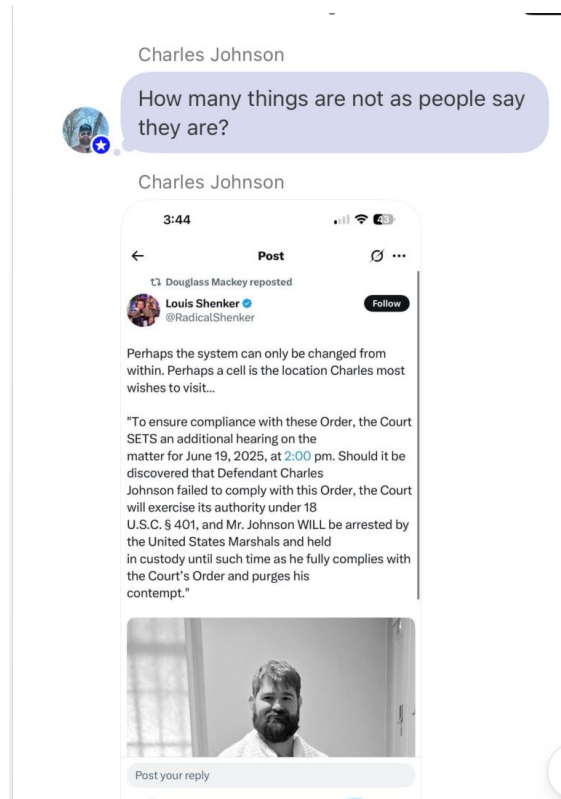 Charles Johnson
How many things are not as people say
they are?
Charles Johnson
3:44
43
Post
Douglass Mackey reposted
Louis Shenker
Follow
@RadicalShenker
Perhaps the system can only be changed from
within. Perhaps a cell is the location Charles most
wishes to visit...
"To ensure compliance with these Order, the Court
SETS an additional hearing on the
matter for June 19, 2025, at 2:00 pm. Should it be
discovered that Defendant Charles
Johnson failed to comply with this Order, the Court
will exercise its authority under 18
U.S.C. § 401, and Mr. Johnson WILL be arrested by
the United States Marshals and held
in custody until such time as he fully complies with
the Court's Order and purges his
contempt."
Post your reply